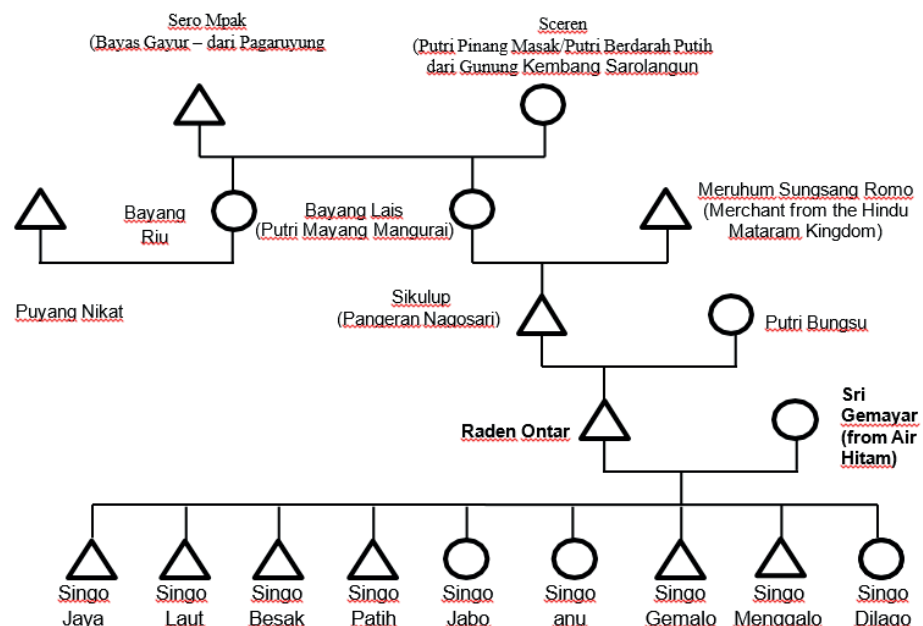 Sero Mpak
(Bayas Gayur – dari Pagaruyung
Sceren
(Putri Pinang Masak/Putri Berdarah Putih
dari Gunung Kembang Sarolangun
Bayang
Riu
Bayang Lais
(Putri Mayang Mangurai)
Meruhum Sungsang Romo
(Merchant from the Hindu
Mataram Kingdom)
Puyang Nikat
Sikulup
(Pangeran Nagosari)
Putri Bungsu
Raden Ontar
Sri
Gemayar
(from Air
Hitam)
Singo
Jaya
Singo
Laut
Singo
Besak
Singo
Patih
Singo
Jabo
Singo
anu
Singo
Gemalo
Singo
Menggalo
Singo
Dilago